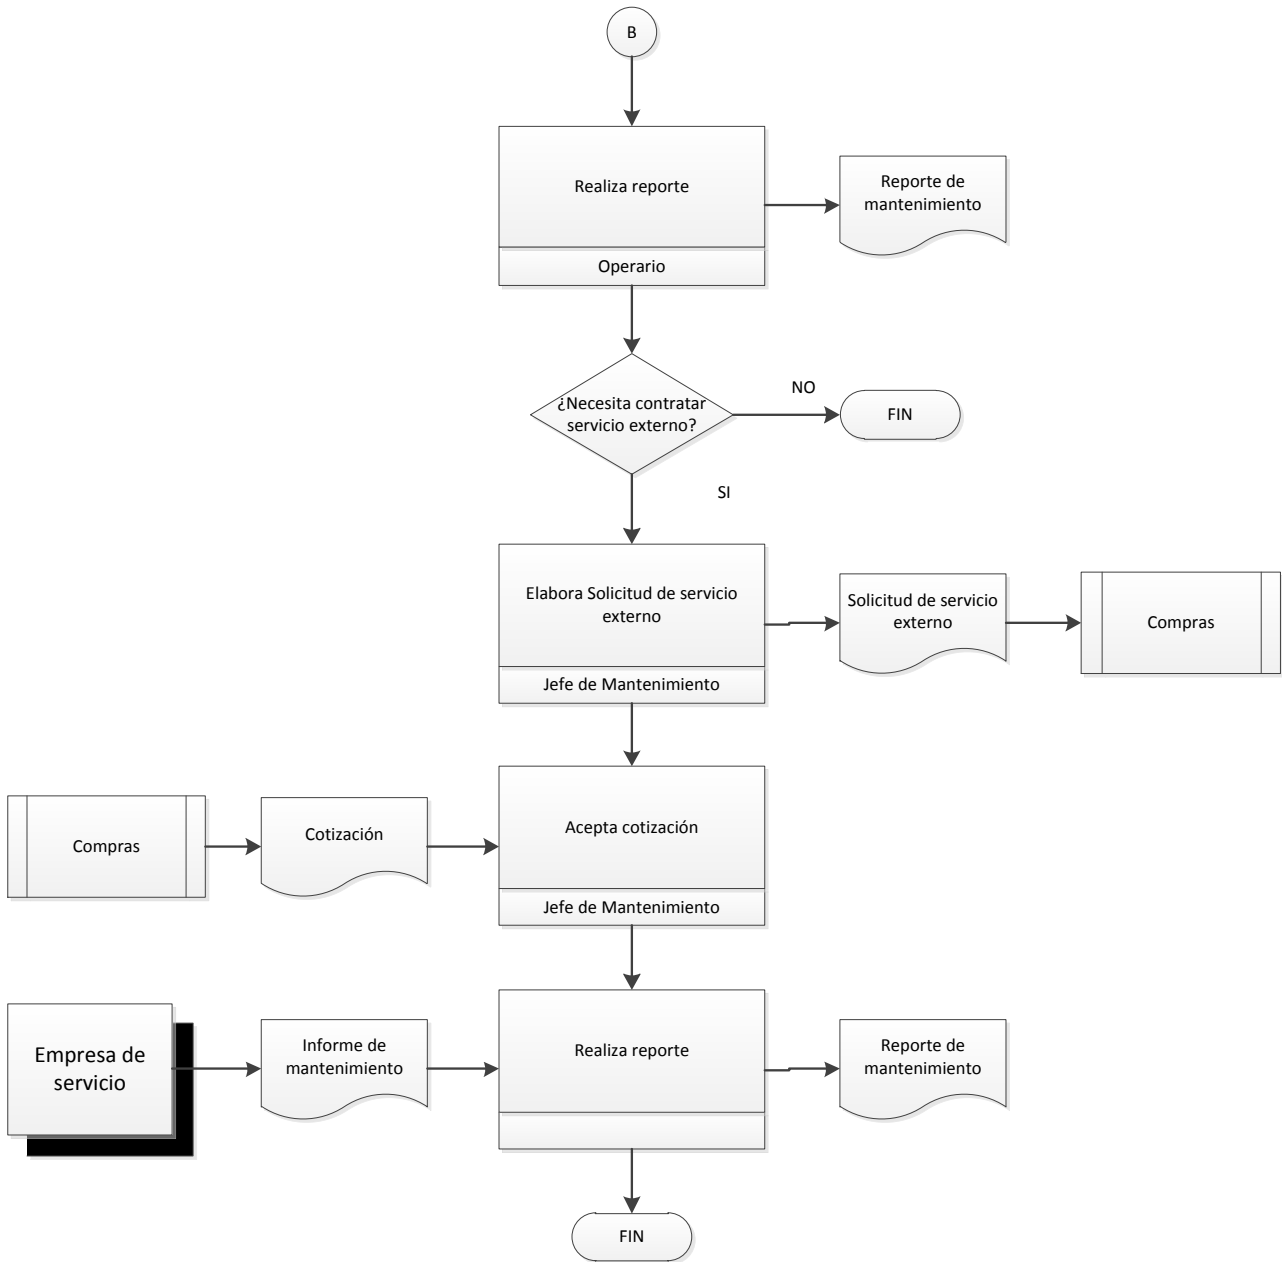 B
Realiza reporte
Operario
Reporte de
mantenimiento
¿Necesita contratar
servicio externo?
NO
FIN
SI
Elabora Solicitud de servicio
externo
Jefe de Mantenimiento
Solicitud de servicio
externo
Compras
Compras
Cotización
Acepta cotización
Jefe de Mantenimiento
Empresa de
servicio
Informe de
mantenimiento
Realiza reporte
Reporte de
mantenimiento
FIN